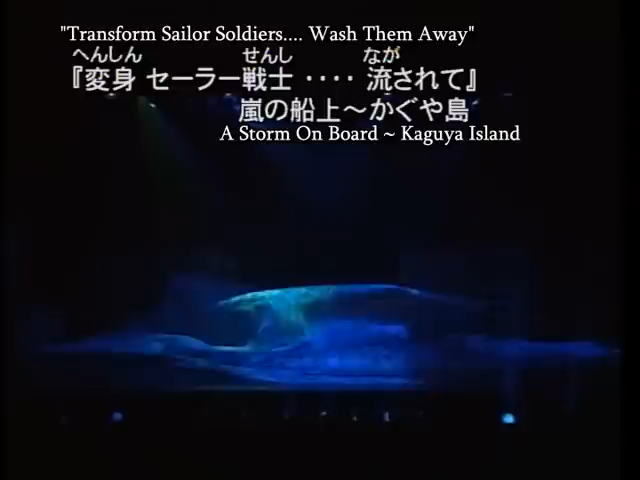 "Transform Sailor Soldiers.... Wash Them Away"
へんしん せんし なが
『変身 セーラー戦士 ‥‥ 流されて』
嵐の船上～かぐや島
A Storm On Board ~ Kaguya Island